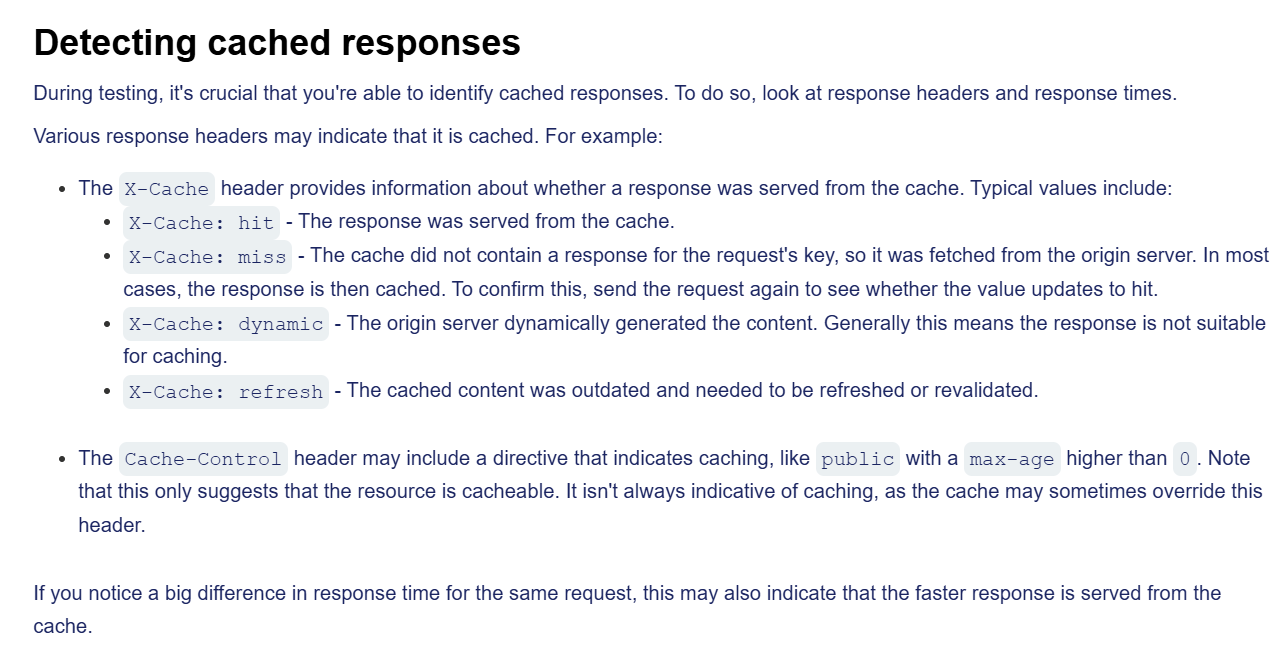 Detecting cached responses
During testing, it's crucial that you're able to identify cached responses. To do so, look at response headers and response times.
Various response headers may indicate that it is cached. For example:
• The X-Cache header provides information about whether a response was served from the cache. Typical values include:
• X-Cache: hit - The response was served from the cache.
• X-Cache: miss - The cache did not contain a response for the request's key, so it was fetched from the origin server. In most
cases, the response is then cached. To confirm this, send the request again to see whether the value updates to hit.
• X-Cache: dynamic - The origin server dynamically generated the content. Generally this means the response is not suitable
for caching.
• X-Cache: refresh - The cached content was outdated and needed to be refreshed or revalidated.
• The Cache-Control header may include a directive that indicates caching, like public with a max-age higher than 0. Note
that this only suggests that the resource is cacheable. It isn't always indicative of caching, as the cache may sometimes override this
header.
If you notice a big difference in response time for the same request, this may also indicate that the faster response is served from the
cache.